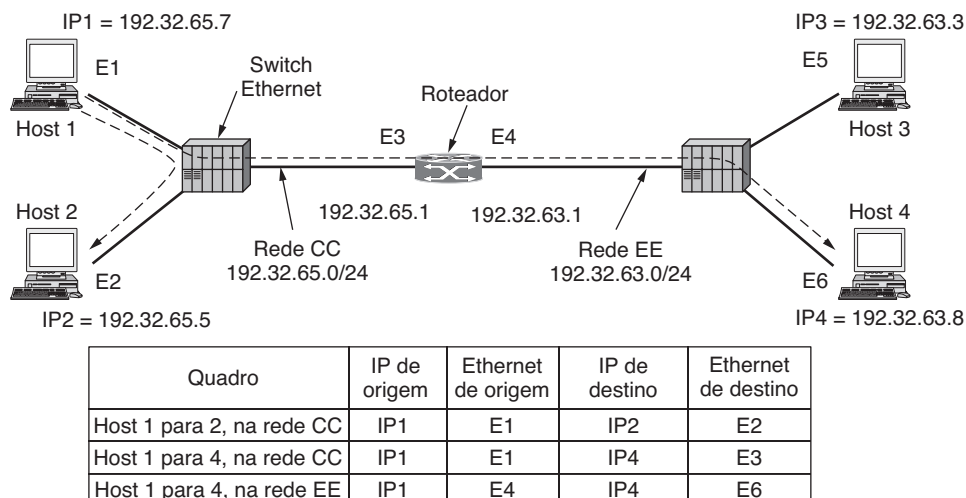 IP1 = 192.32.65.7
IP3 = 192.32.63.3
E1
Switch
Ethernet
Roteador
E5
Host 1
E3
E4
Host 3
Host 2
192.32.65.1
192.32.63.1
Host 4
Rede CC
192.32.65.0/24
Rede EE
192.32.63.0/24
E2
E6
IP2 = 192.32.65.5
IP4 = 192.32.63.8
Quadro
IP de
origem
Ethernet
de origem
IP de
destino
Ethernet
de destino
Host 1 para 2, na rede CC IP1 E1 IP2 E2
Host 1 para 4, na rede CC IP1 E1 IP4 E3
Host 1 para 4, na rede EE IP1 E4 IP4 E6